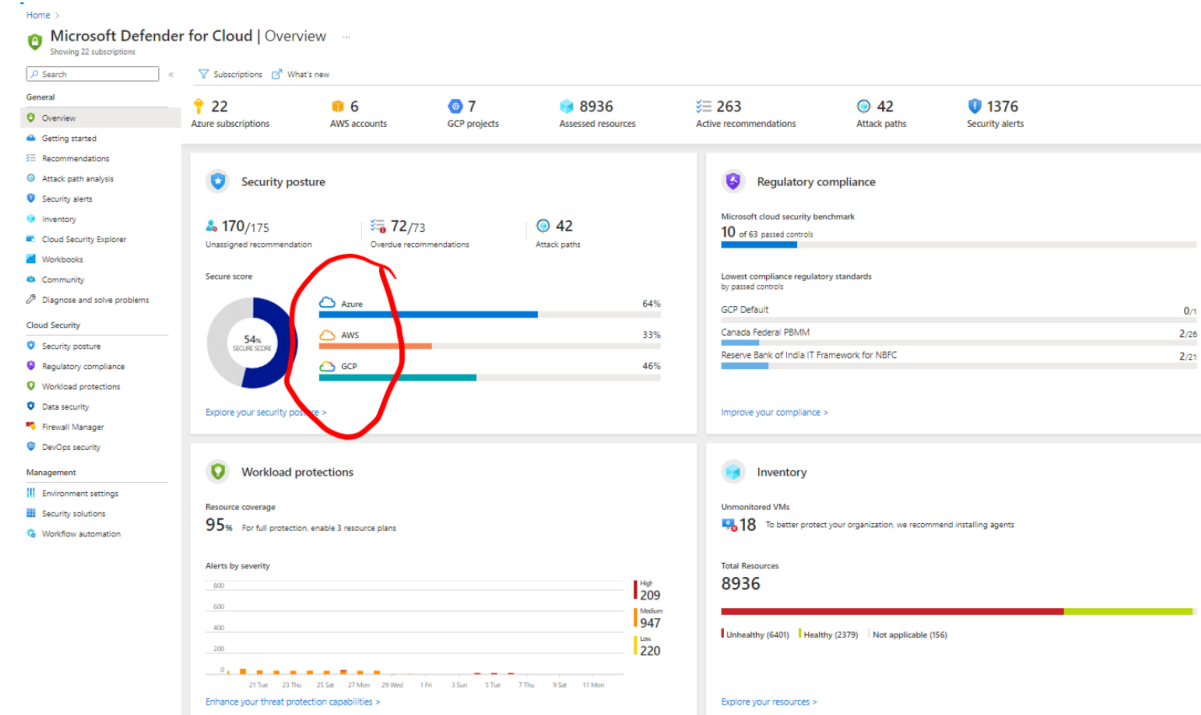 Home >
Microsoft Defender for Cloud | Overview ...
Showing 22 subscriptions
Search «
Subscriptions What's new
General
Overview
Getting started
Recommendations
Attack path analysis
Security alerts
Inventory
Cloud Security Explorer
Workbooks
Community
Diagnose and solve problems
Cloud Security
Security posture
Regulatory compliance
Workload protections
Data security
Firewall Manager
DevOps security
Management
Environment settings
Security solutions
Workflow automation
22
Azure subscriptions
6
AWS accounts
7
GCP projects
8936
Assessed resources
263
Active recommendations
42
Attack paths
1376
Security alerts
Security posture
170/175
Unassigned recommendation
72/73
Overdue recommendations
42
Attack paths
Secure score
54%
SECURE SCORE
Azure 64%
AWS 33%
GCP 46%
Explore your security posture >
Regulatory compliance
Microsoft cloud security benchmark
10 of 63 passed controls
Lowest compliance regulatory standards
by passed controls
GCP Default 0/1
Canada Federal PBMM 2/26
Reserve Bank of India IT Framework for NBFC 2/21
Improve your compliance >
Workload protections
Resource coverage
95% For full protection, enable 3 resource plans
Alerts by severity
800
600
400
200
0
21 Tue 23 Thu 25 Sat 27 Mon 29 Wed 1 Fri 3 Sun 5 Tue 7 Thu 9 Sat 11 Mon
High
209
Medium
947
Low
220
Enhance your threat protection capabilities >
Inventory
Unmonitored VMs
18 To better protect your organization, we recommend installing agents
Total Resources
8936
Unhealthy (6401) Healthy (2379) Not applicable (156)
Explore your resources >